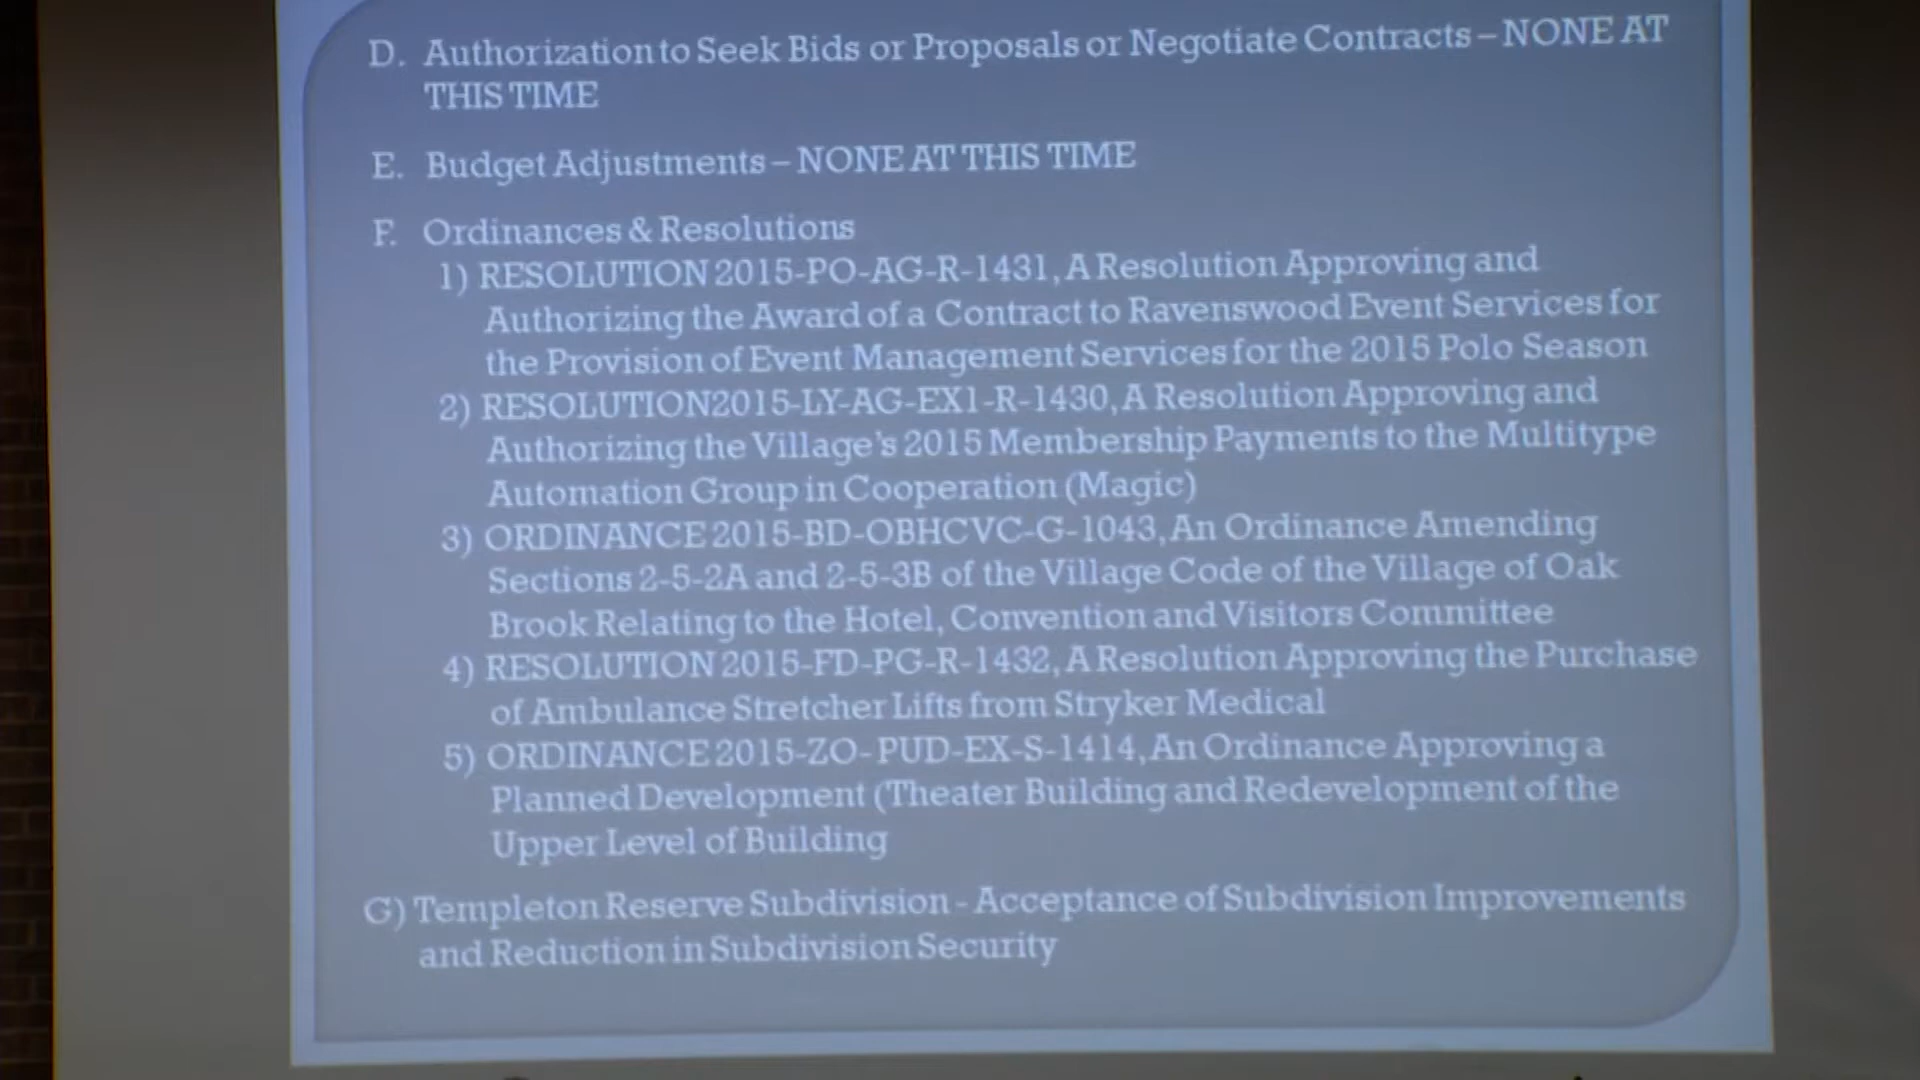 D. Authorization to Seek Bids or Proposals or Negotiate Contracts – NONE AT
THIS TIME
E. Budget Adjustments – NONE AT THIS TIME
F. Ordinances & Resolutions
1) RESOLUTION 2015-PO-AG-R-1431, A Resolution Approving and
Authorizing the Award of a Contract to Ravenswood Event Services for
the Provision of Event Management Services for the 2015 Polo Season
2) RESOLUTION2015-LY-AG-EX1-R-1430, A Resolution Approving and
Authorizing the Village's 2015 Membership Payments to the Multitype
Automation Group in Cooperation (Magic)
3) ORDINANCE 2015-BD-OBHCVC-G-1043, An Ordinance Amending
Sections 2-5-2A and 2-5-3B of the Village Code of the Village of Oak
Brook Relating to the Hotel, Convention and Visitors Committee
4) RESOLUTION 2015-FD-PG-R-1432, A Resolution Approving the Purchase
of Ambulance Stretcher Lifts from Stryker Medical
5) ORDINANCE 2015-ZO- PUD-EX-S-1414, An Ordinance Approving a
Planned Development (Theater Building and Redevelopment of the
Upper Level of Building
G) Templeton Reserve Subdivision - Acceptance of Subdivision Improvements
and Reduction in Subdivision Security